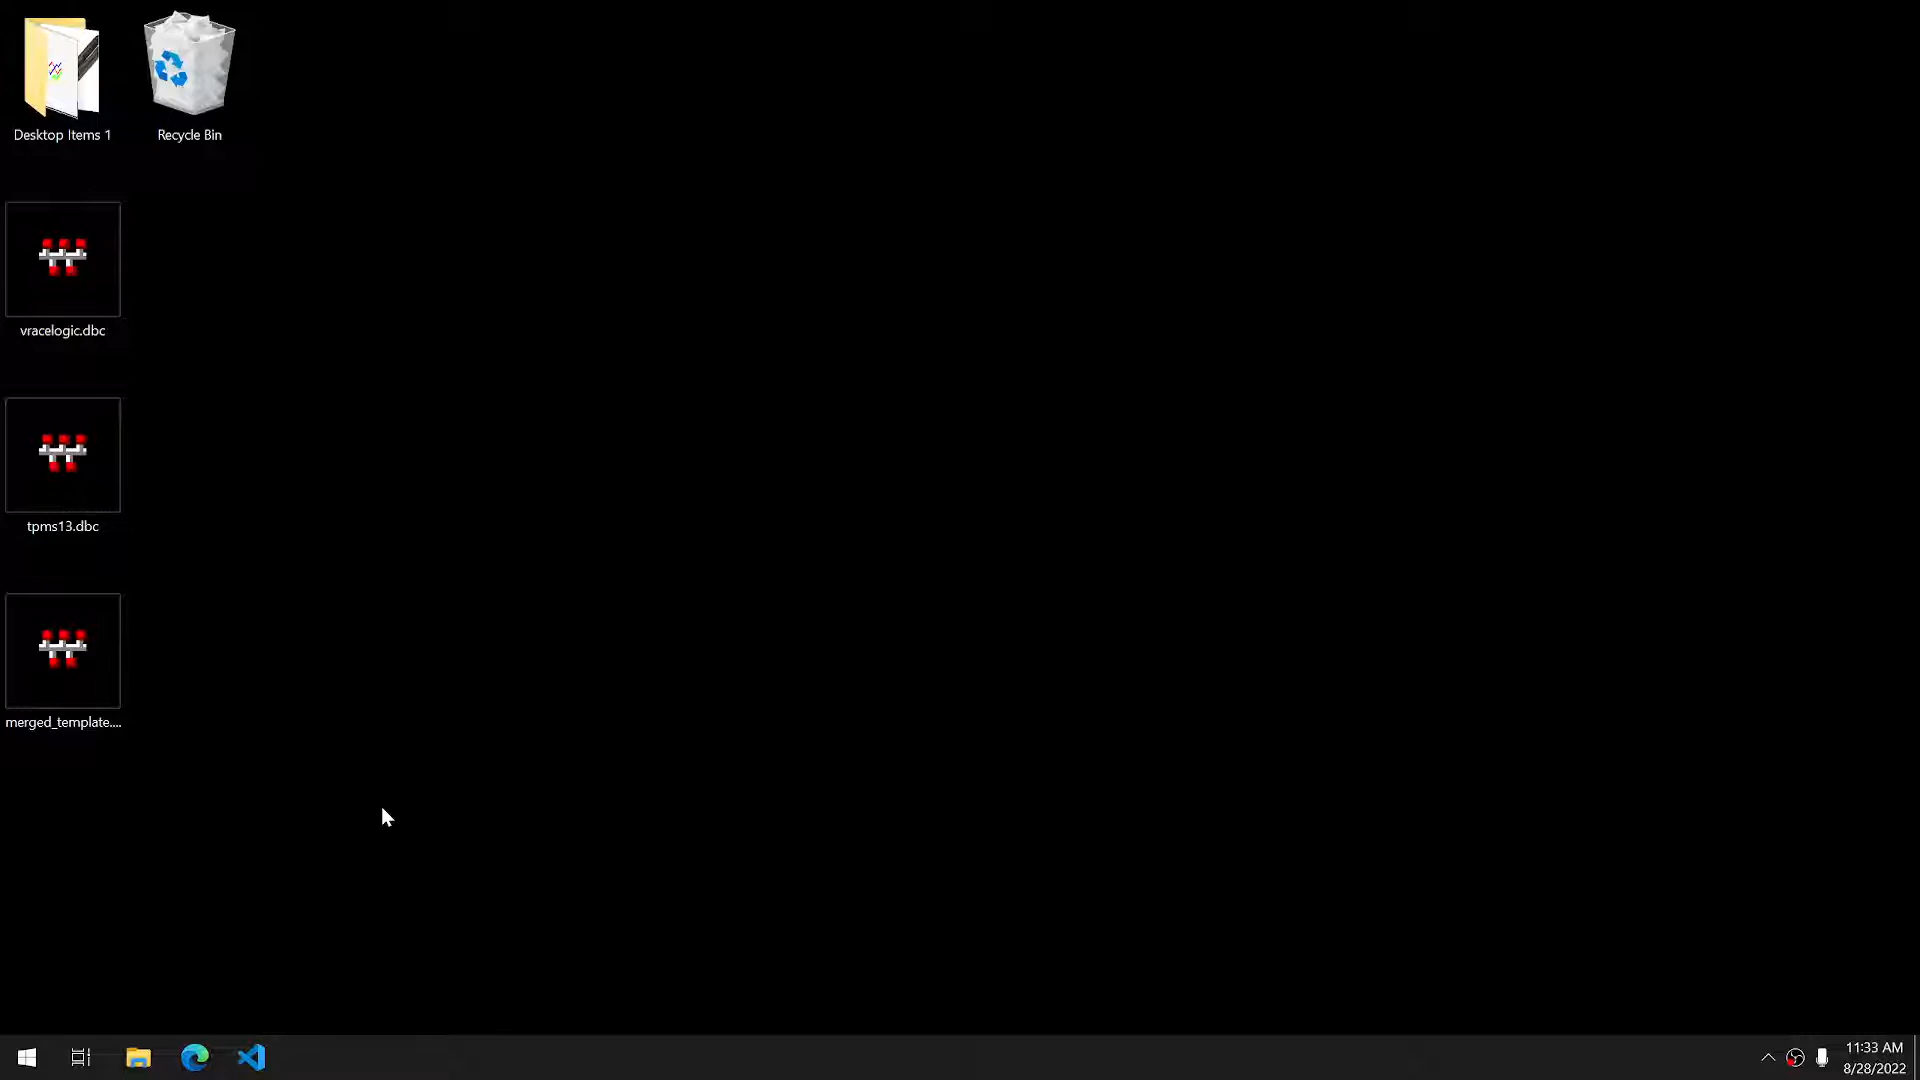 Desktop Items 1
Recycle Bin
vracelogic.dbc
tpms13.dbc
merged_template....
11:33 AM
8/28/2022